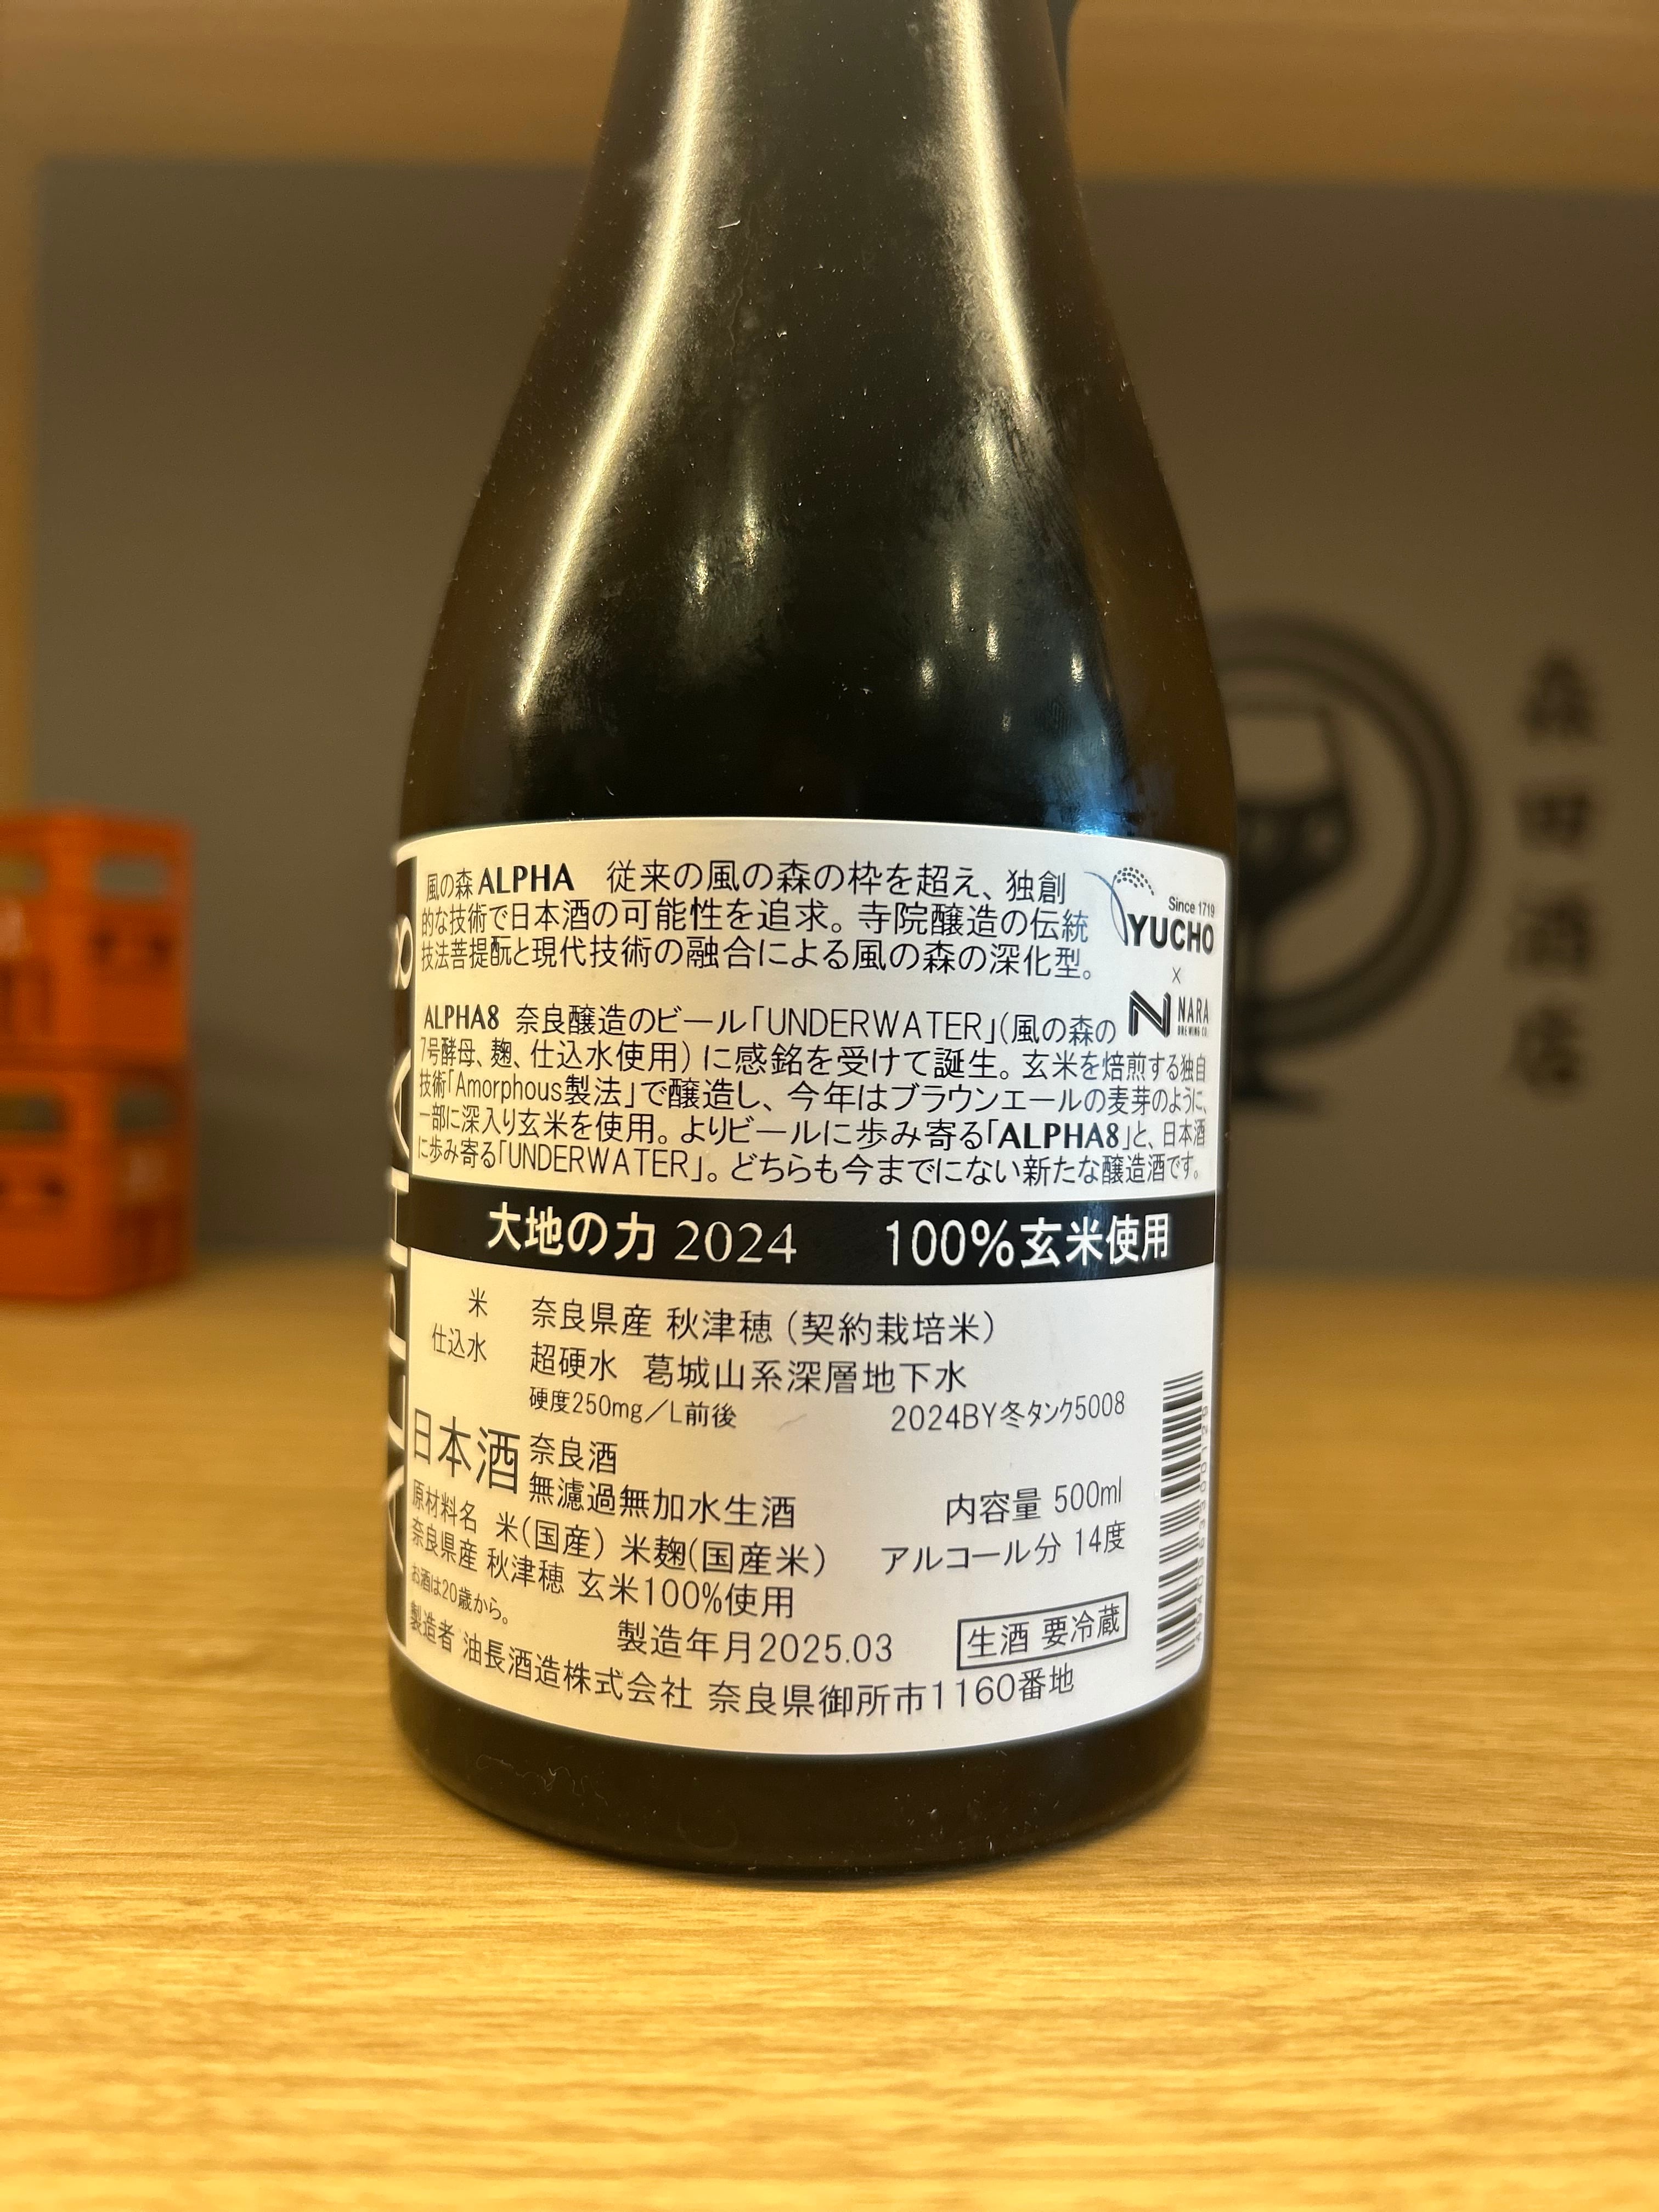 風の森 ALPHA 従来の風の森の枠を超え、独創
的な技術で日本酒の可能性を追求。寺院醸造の伝統
技法菩提酛と現代技術の融合による風の森の深化型。
Since 1719
YUCHO
×
N NARA
BREWING CO.
ALPHA8 奈良醸造のビール「UNDERWATER」(風の森の
7号酵母、麹、仕込水使用)に感銘を受けて誕生。玄米を焙煎する独自
技術「Amorphous製法」で醸造し、今年はブラウンエールの麦芽のように、
一部に深入り玄米を使用。よりビールに歩み寄る「ALPHA8」と、日本酒
に歩み寄る「UNDERWATER」。どちらも今までにない新たな醸造酒です。
大地の力 2024 100%玄米使用
米 奈良県産 秋津穂 (契約栽培米)
仕込水 超硬水 葛城山系深層地下水
硬度250mg/L前後 2024BY冬タンク5008
日本酒 奈良酒
無濾過無加水生酒 内容量 500ml
原材料名 米(国産) 米麹(国産米) アルコール分 14度
奈良県産 秋津穂 玄米100%使用
お酒は20歳から。
製造年月2025.03 生酒 要冷蔵
製造者 油長酒造株式会社 奈良県御所市1160番地
森田酒店